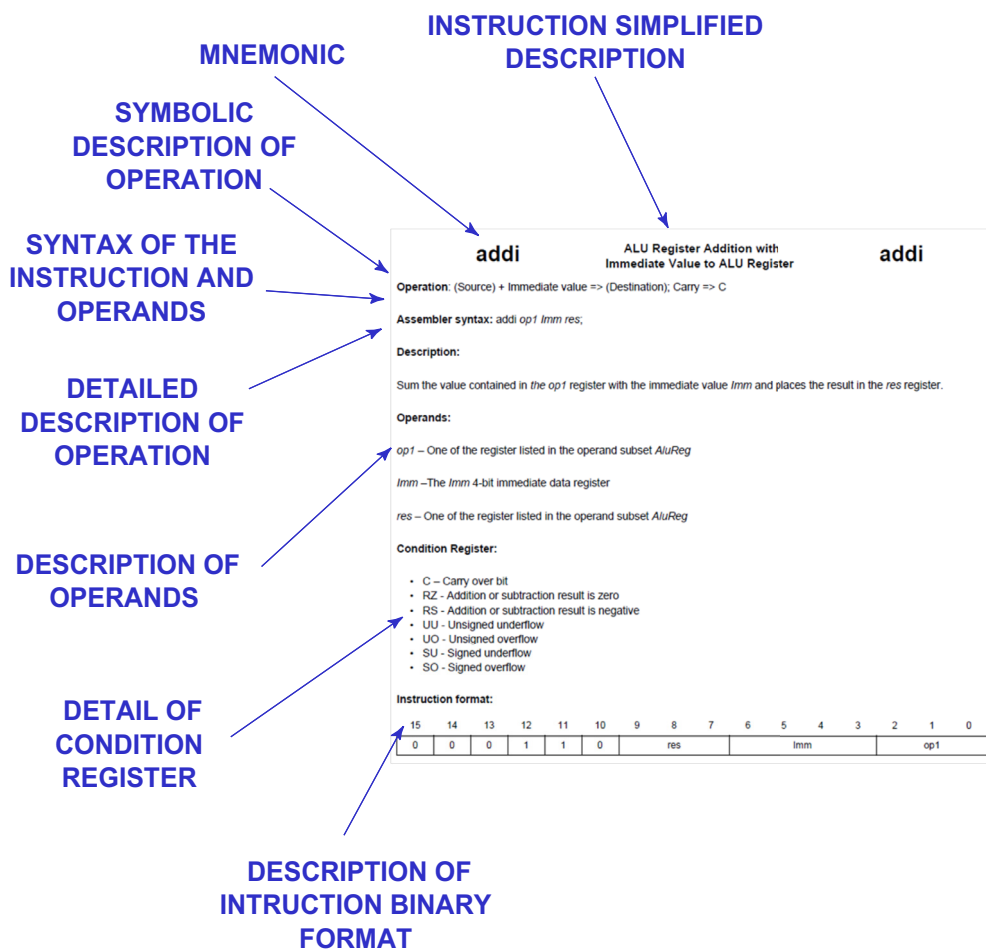 INSTRUCTION SIMPLIFIED
DESCRIPTION
MNEMONIC
SYMBOLIC
DESCRIPTION OF
OPERATION
SYNTAX OF THE
INSTRUCTION AND
OPERANDS
DETAILED
DESCRIPTION OF
OPERATION
DESCRIPTION OF
OPERANDS
DETAIL OF
CONDITION
REGISTER
DESCRIPTION OF
INTRUCTION BINARY
FORMAT
addi
ALU Register Addition with
Immediate Value to ALU Register
addi
Operation: (Source) + Immediate value => (Destination); Carry => C
Assembler syntax: addi op1 Imm res;
Description:
Sum the value contained in the op1 register with the immediate value Imm and places the result in the res register.
Operands:
op1 – One of the register listed in the operand subset AluReg
Imm –The Imm 4-bit immediate data register
res – One of the register listed in the operand subset AluReg
Condition Register:
• C – Carry over bit
• RZ - Addition or subtraction result is zero
• RS - Addition or subtraction result is negative
• UU - Unsigned underflow
• UO - Unsigned overflow
• SU - Signed underflow
• SO - Signed overflow
Instruction format:
15 14 13 12 11 10 9 8 7 6 5 4 3 2 1 0
0 0 0 1 1 0 res Imm op1